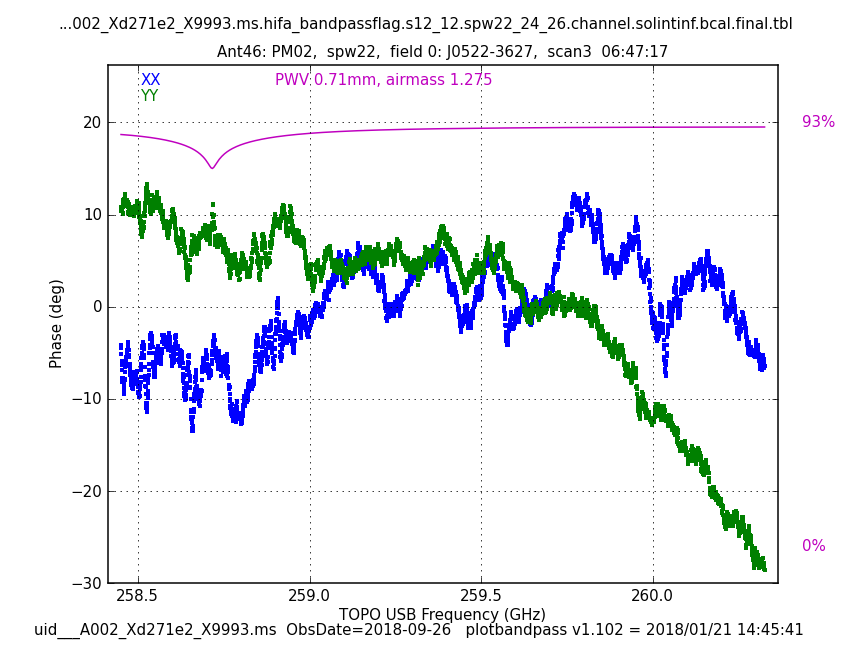 ...002_Xd271e2_X9993.ms.hifa_bandpassflag.s12_12.spw22_24_26.channel.solintinf.bcal.final.tbl
Ant46: PM02,  spw22,  field 0: J0522-3627,  scan3  06:47:17
XX
PWV 0.71mm, airmass 1.275
YY
93%
20
10
0
−10
−20
−30
Phase (deg)
0%
258.5
259.0
259.5
260.0
TOPO USB Frequency (GHz)
uid___A002_Xd271e2_X9993.ms  ObsDate=2018-09-26   plotbandpass v1.102 = 2018/01/21 14:45:41